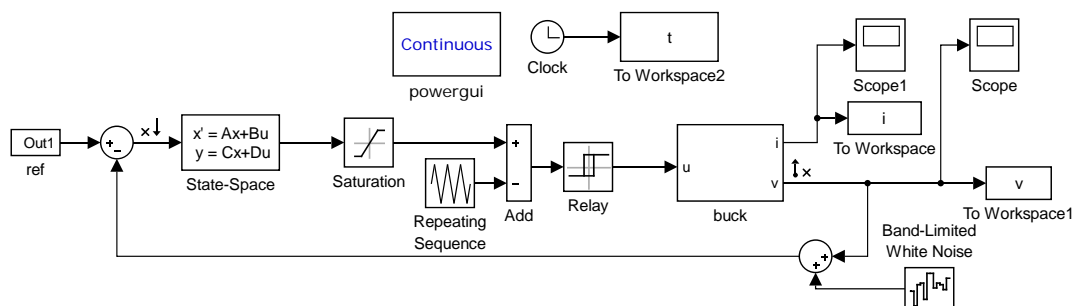 Continuous
powergui
Clock
t
To Workspace2
Scope1
Scope
Out1
ref
+
−
×
x' = Ax+Bu
y = Cx+Du
State-Space
Saturation
Repeating
Sequence
+
−
Add
Relay
u
i
v
buck
×
i
To Workspace
v
To Workspace1
Band-Limited
White Noise
+
+